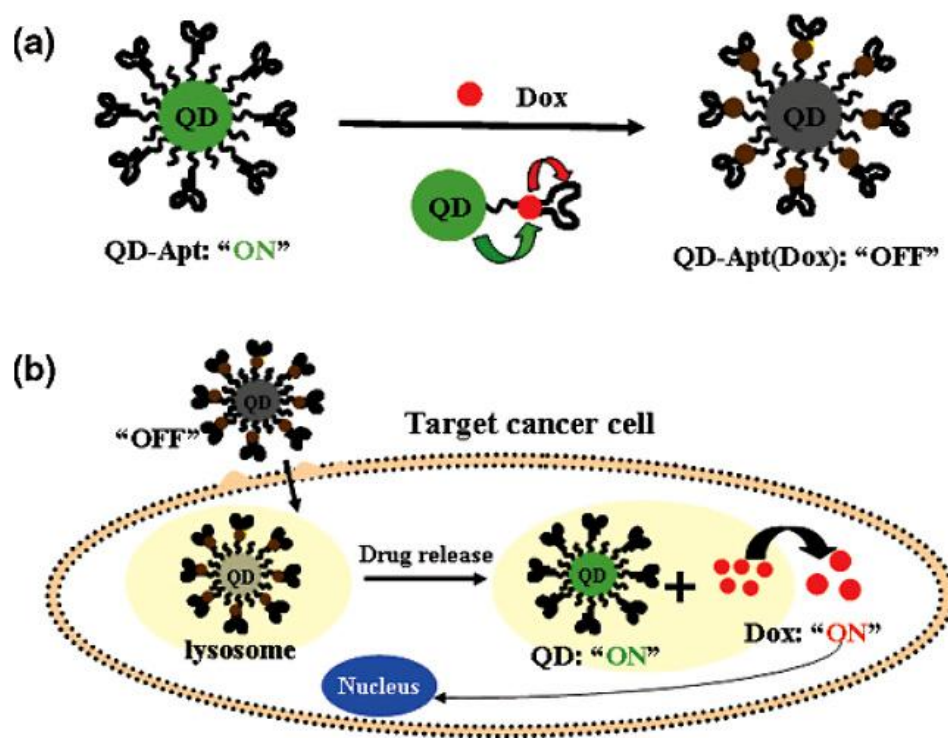 (a)
QD
Dox
QD
QD
QD-Apt: “ON”
QD-Apt(Dox): “OFF”
(b)
QD
“OFF”
Target cancer cell
QD
Drug release
QD
+
lysosome
QD: “ON”
Dox: “ON”
Nucleus